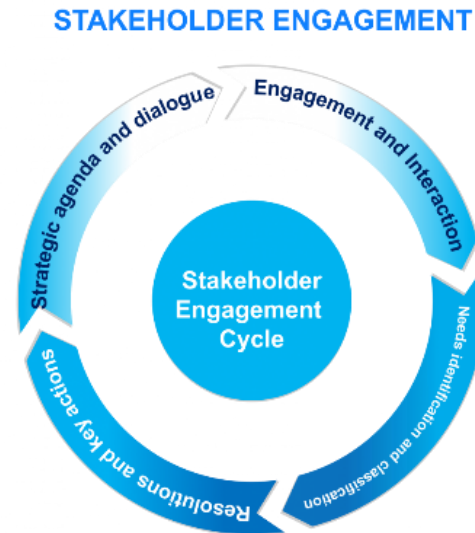 STAKEHOLDER ENGAGEMENT
Strategic agenda and dialogue
Engagement and Interaction
Needs identification and classification
Resolutions and key actions
Stakeholder
Engagement
Cycle